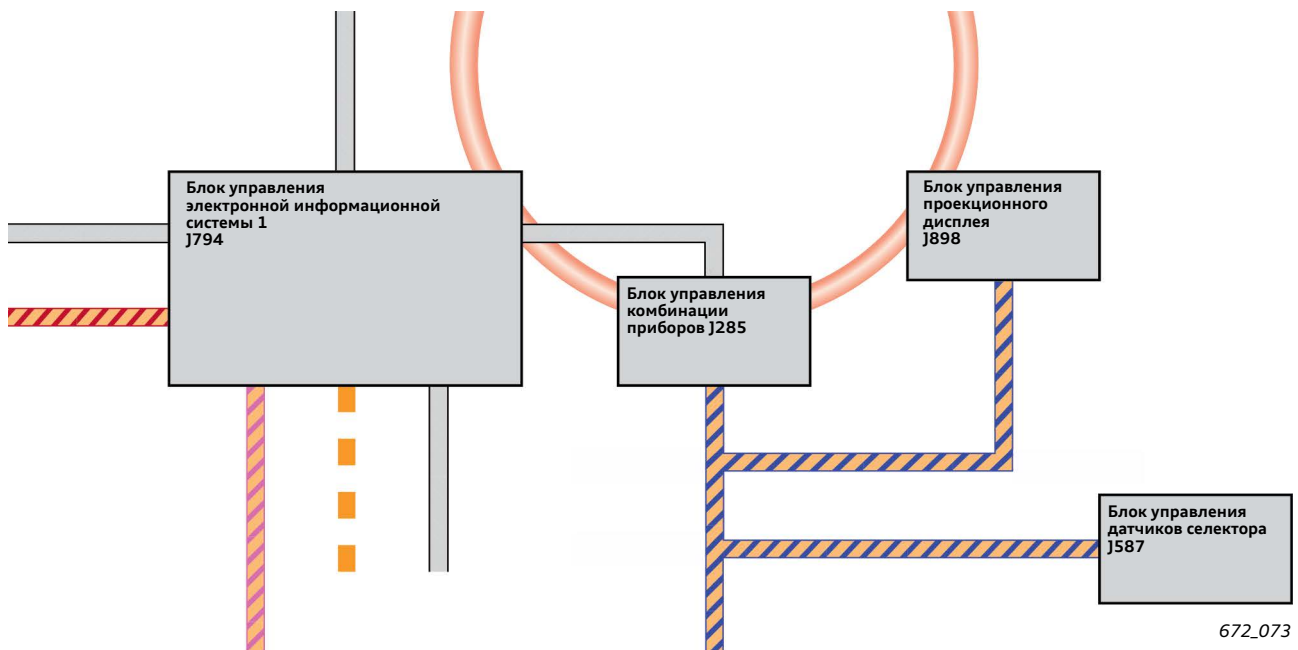 Блок управления
электронной информационной
системы 1
J794
Блок управления
проекционного
дисплея
J898
Блок управления
комбинации
приборов J285
Блок управления
датчиков селектора
J587
672_073